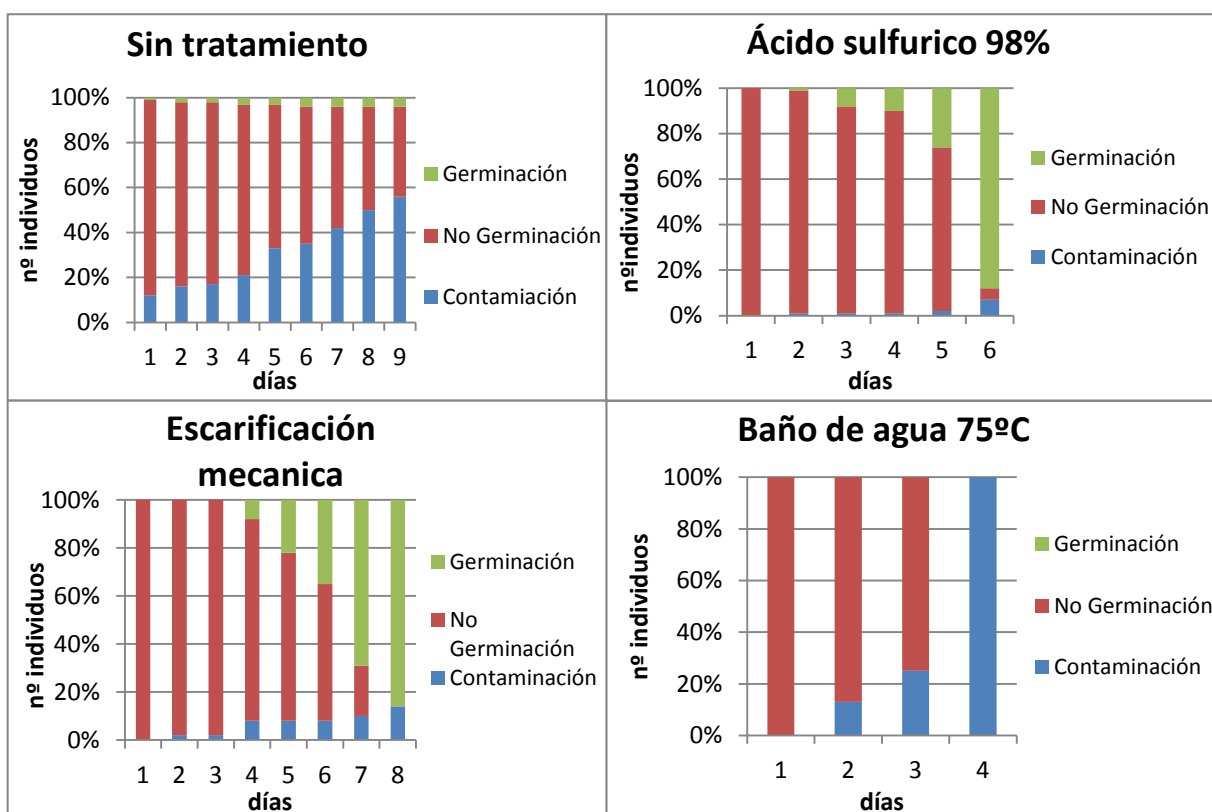 Sin tratamiento
100%
80%
60%
40%
20%
0%
nº individuos
1 2 3 4 5 6 7 8 9
días
Germinación
No Germinación
Contamiación
Ácido sulfurico 98%
100%
80%
60%
40%
20%
0%
nºindividuos
1 2 3 4 5 6
días
Germinación
No Germinación
Contaminación
Escarificación
mecanica
100%
80%
60%
40%
20%
0%
nº individuos
1 2 3 4 5 6 7 8
días
Germinación
No
Germinación
Contaminación
Baño de agua 75ºC
100%
80%
60%
40%
20%
0%
nº individuos
1 2 3 4
días
Germinación
No Germinación
Contaminación